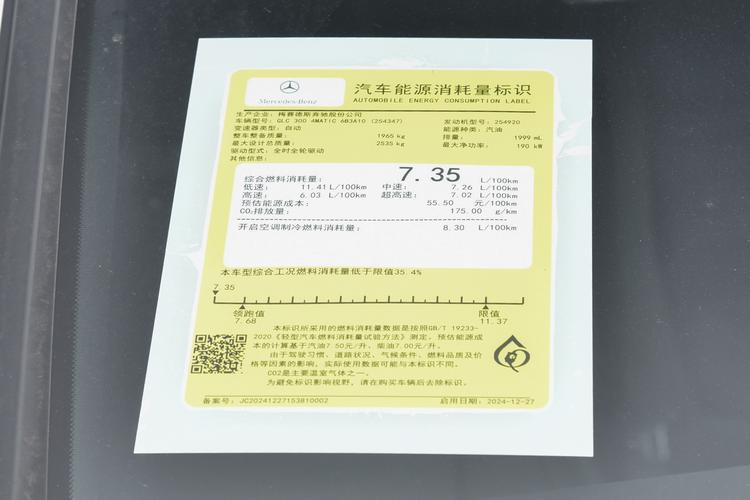 Mercedes-Benz
汽车能源消耗量标识
AUTOMOBILE ENERGY CONSUMPTION LABEL
生产企业：梅赛德斯奔驰股份公司
车辆型号：GLC 300 4MATIC 6B3A10 (254347) 发动机型号：254920
变速器类型：自动 能源种类：汽油
整车整备质量：1965 kg 排量：1999 mL
最大设计总质量：2535 kg 最大净功率：190 kW
驱动型式：全时全轮驱动
其他信息：
综合燃料消耗量：7.35 L/100km
低速：11.41 L/100km 中速：7.26 L/100km
高速：6.03 L/100km 超高速：7.02 L/100km
预估能源成本：55.50 元/100km
CO₂排放量：175.00 g/km
开启空调制冷燃料消耗量：8.30 L/100km
本车型综合工况燃料消耗量低于限值35.4%
7.35
领跑值 限值
7.68 11.37
本标识所采用的燃料消耗量数据是按照GB/T 19233-
2020《轻型汽车燃料消耗量试验方法》测定，预估能源成
本的计算基于汽油7.50元/升，柴油7.00元/升。
由于驾驶习惯、道路状况、气候条件、燃料品质及价
格等因素的影响，实际使用数据可能与本标识不同。
CO2是主要温室气体之一。
为避免标识影响视野，请在购买车辆后去除标识。
备案号：JC20241227153810002 启用日期：2024-12-27